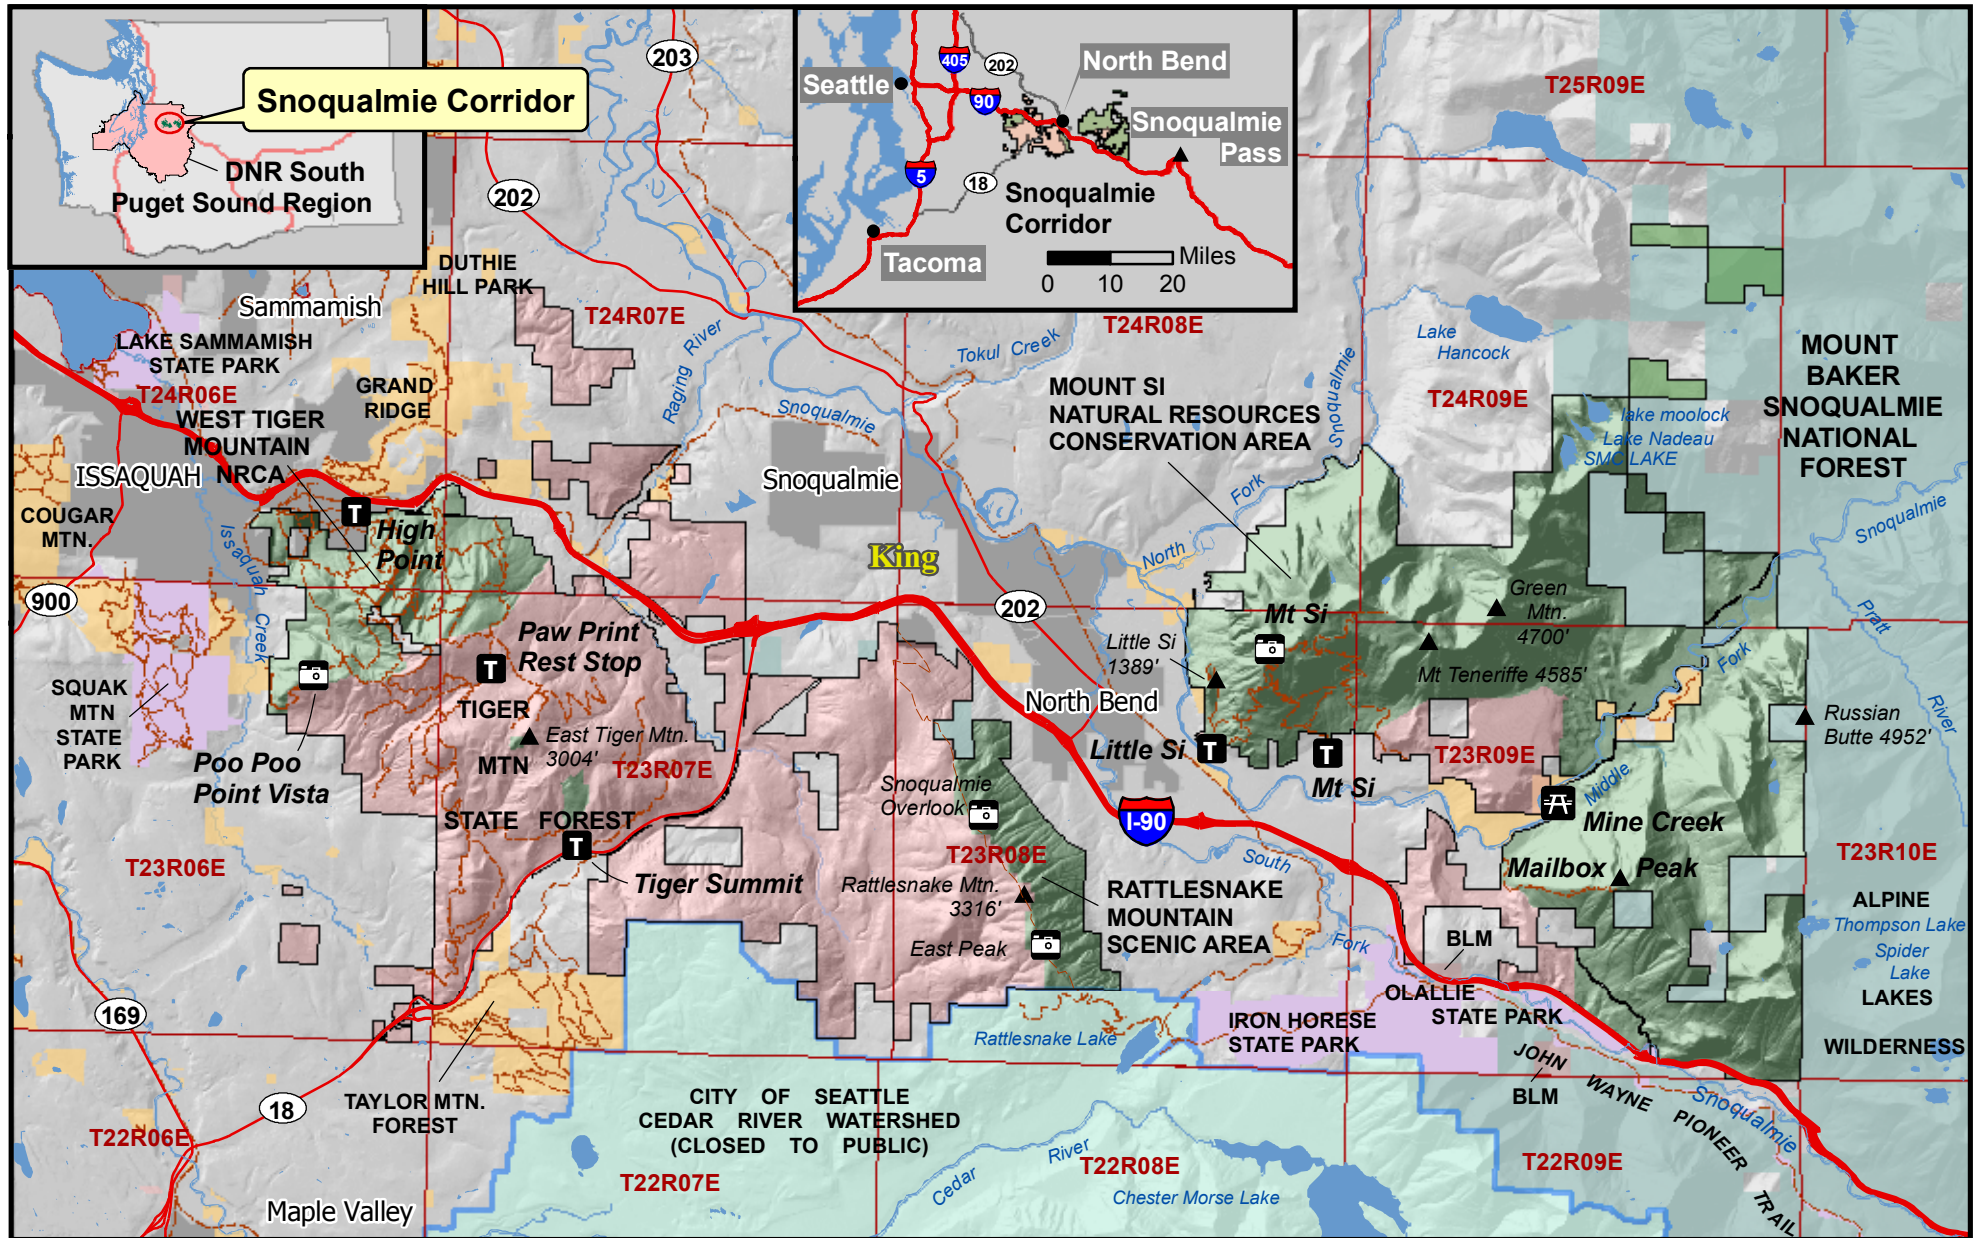 Snoqualmie Corridor
DNR South
Puget Sound Region
405
202
North Bend
Seattle
90
Snoqualmie
Pass
5
18
Snoqualmie
Corridor
Miles
0 10 20
Tacoma
203
202
T25R09E
DUTHIE
HILL PARK
Sammamish
T24R07E
T24R08E
LAKE SAMMAMISH
STATE PARK
T24R06E
GRAND
RIDGE
Raging River
Tokul Creek
Snoqualmie
Lake
Hancock
T24R09E
MOUNT
BAKER
SNOQUALMIE
NATIONAL
FOREST
lake moolock
Lake Nadeau
SMC LAKE
WEST TIGER
MOUNTAIN
NRCA
ISSAQUAH
COUGAR
MTN.
High
Point
Issaquah Creek
900
Snoqualmie
King
MOUNT SI
NATURAL RESOURCES
CONSERVATION AREA
North Fork Snoqualmie
202
Mt Si
Little Si
1389'
Green
Mtn.
4700'
Mt Teneriffe 4585'
Snoqualmie
Pratt River
Fork
Russian
Butte 4952'
Paw Print
Rest Stop
SQUAK
MTN
STATE
PARK
TIGER
MTN
STATE FOREST
East Tiger Mtn.
3004'
T23R07E
Poo Poo
Point Vista
North Bend
Little Si
Mt Si
T23R09E
Middle
Mine Creek
Mailbox Peak
Snoqualmie
Overlook
I-90
T23R08E
South
Fork
Rattlesnake Mtn.
3316'
East Peak
RATTLESNAKE
MOUNTAIN
SCENIC AREA
T23R06E
Tiger Summit
T23R10E
ALPINE
Thompson Lake
Spider
Lake
LAKES
WILDERNESS
BLM
OLALLIE
STATE PARK
IRON HORESE
STATE PARK
169
Rattlesnake Lake
JOHN WAYNE PIONEER TRAIL
BLM
Snoqualmie
18
TAYLOR MTN.
FOREST
CITY OF SEATTLE
CEDAR RIVER WATERSHED
(CLOSED TO PUBLIC)
T22R06E
T22R07E
Cedar River
T22R08E
Chester Morse Lake
T22R09E
Maple Valley
T
T
T
T
T